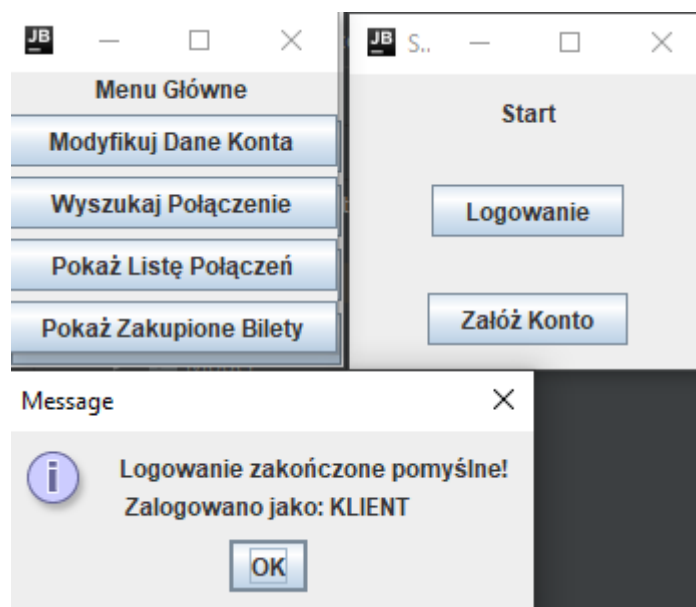 JB
Menu Główne
Modyfikuj Dane Konta
Wyszukaj Połączenie
Pokaż Listę Połączeń
Pokaż Zakupione Bilety
JB S..
Start
Logowanie
Załóż Konto
Message
Logowanie zakończone pomyślne!
Zalogowano jako: KLIENT
OK